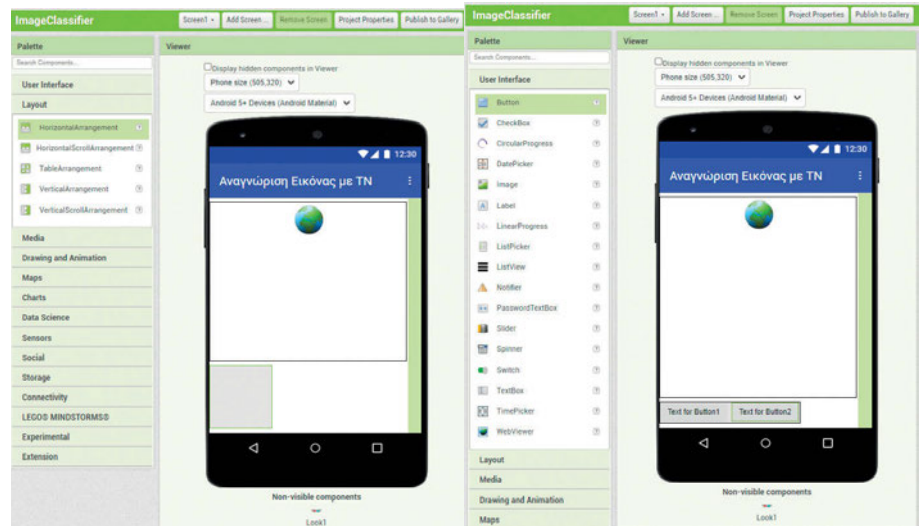 ImageClassifier
Screen1
Add Screen ...
Remove Screen
Project Properties
Publish to Gallery
Palette
Viewer
Search Components...
User Interface
Layout
HorizontalArrangement
HorizontalScrollArrangement
TableArrangement
VerticalArrangement
VerticalScrollArrangement
Media
Drawing and Animation
Maps
Charts
Data Science
Sensors
Social
Storage
Connectivity
LEGO® MINDSTORMS®
Experimental
Extension
Display hidden components in Viewer
Phone size (505,320)
Android 5+ Devices (Android Material)
12:30
Αναγνώριση Εικόνας με ΤΝ
Non-visible components
Look1
ImageClassifier
Screen1
Add Screen ...
Remove Screen
Project Properties
Publish to Gallery
Palette
Viewer
Search Components...
User Interface
Button
CheckBox
CircularProgress
DatePicker
Image
Label
LinearProgress
ListPicker
ListView
Notifier
PasswordTextBox
Slider
Spinner
Switch
TextBox
TimePicker
WebViewer
Layout
Media
Drawing and Animation
Maps
Display hidden components in Viewer
Phone size (505,320)
Android 5+ Devices (Android Material)
12:30
Αναγνώριση Εικόνας με ΤΝ
Text for Button1
Text for Button2
Non-visible components
Look1